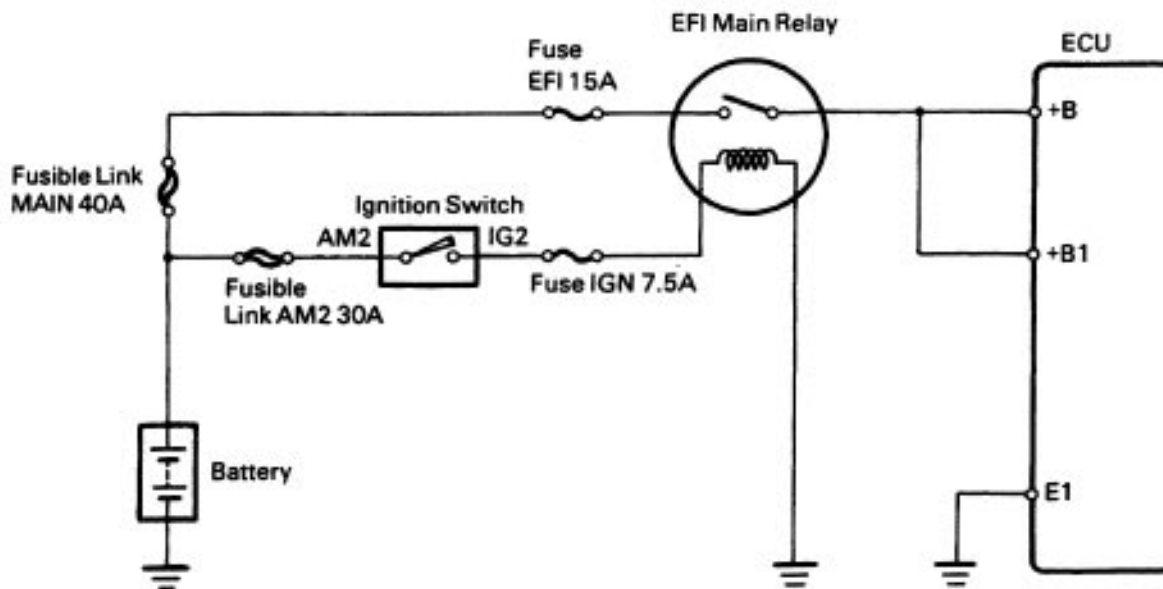 EFI Main Relay
ECU
Fuse
EFI 15A
+B
Fusible Link
MAIN 40A
Ignition Switch
AM2
IG2
+B1
Fusible
Link AM2 30A
Fuse IGN 7.5A
Battery
E1